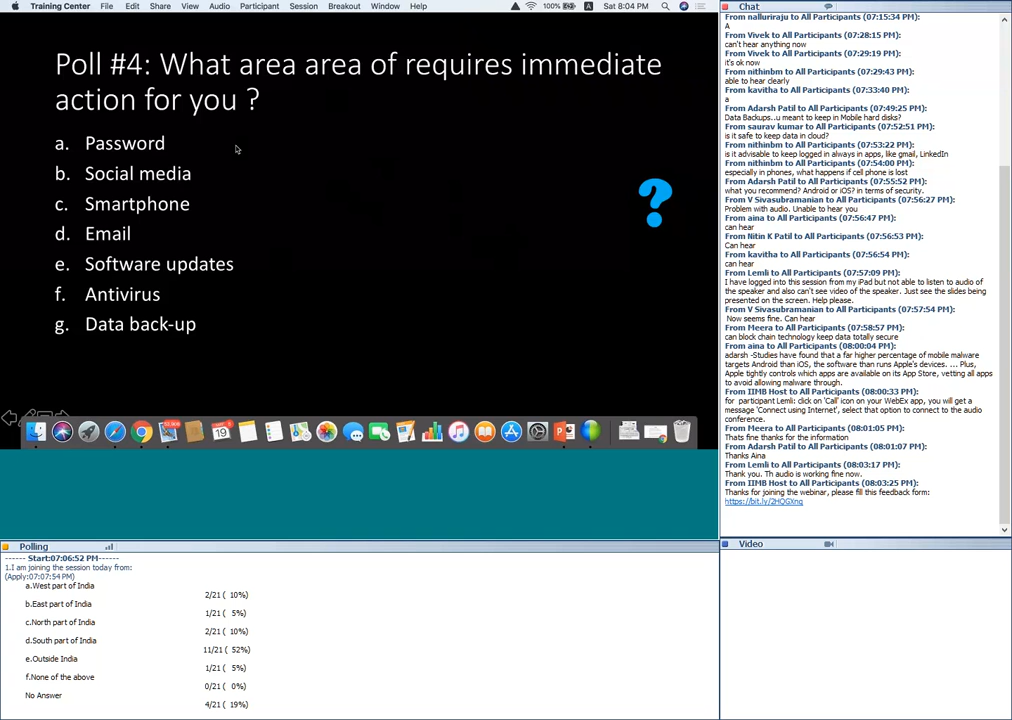 Training Center File Edit Share View Audio Participant Session Breakout Window Help
100% A Sat 8:04 PM
Poll #4: What area area of requires immediate
action for you ?
a. Password
b. Social media
c. Smartphone
d. Email
e. Software updates
f. Antivirus
g. Data back-up
?
19
Chat
From nalluriraju to All Participants (07:15:34 PM):
A
From Vivek to All Participants (07:28:15 PM):
can't hear anything now
From Vivek to All Participants (07:29:19 PM):
it's ok now
From nithinbm to All Participants (07:29:43 PM):
able to hear clearly
From kavitha to All Participants (07:33:40 PM):
a
From Adarsh Patil to All Participants (07:49:25 PM):
Data Backups..u meant to keep in Mobile hard disks?
From saurav kumar to All Participants (07:52:51 PM):
is it safe to keep data in cloud?
From nithinbm to All Participants (07:53:22 PM):
is it advisable to keep logged in always in apps, like gmail, LinkedIn
From nithinbm to All Participants (07:54:00 PM):
especially in phones, what happens if cell phone is lost
From Adarsh Patil to All Participants (07:55:52 PM):
what you recommend? Android or iOS? in terms of security.
From V Sivasubramanian to All Participants (07:56:27 PM):
Problem with audio. Unable to hear you
From aina to All Participants (07:56:47 PM):
can hear
From Nitin K Patil to All Participants (07:56:53 PM):
Can hear
From kavitha to All Participants (07:56:54 PM):
can hear
From Lemli to All Participants (07:57:09 PM):
I have logged into this session from my iPad but not able to listen to audio of
the speaker and also can't see video of the speaker. Just see the slides being
presented on the screen. Help please.
From V Sivasubramanian to All Participants (07:57:54 PM):
Now seems fine. Can hear
From Meera to All Participants (07:58:57 PM):
can block chain technology keep data totally secure
From aina to All Participants (08:00:04 PM):
adarsh -Studies have found that a far higher percentage of mobile malware
targets Android than iOS, the software than runs Apple's devices. ... Plus,
Apple tightly controls which apps are available on its App Store, vetting all apps
to avoid allowing malware through.
From IIMB Host to All Participants (08:00:33 PM):
for participant Lemli: click on 'Call' icon on your WebEx app, you will get a
message 'Connect using Internet', select that option to connect to the audio
conference.
From Meera to All Participants (08:01:05 PM):
Thats fine thanks for the information
From Adarsh Patil to All Participants (08:01:07 PM):
Thanks Aina
From Lemli to All Participants (08:03:17 PM):
Thank you. Th audio is working fine now.
From IIMB Host to All Participants (08:03:25 PM):
Thanks for joining the webinar, please fill this feedback form:
https://bit.ly/2HQGXnq
Polling
------ Start:07:06:52 PM------
1.I am joining the session today from:
(Apply:07:07:54 PM)
a.West part of India
2/21 ( 10%)
b.East part of India
1/21 ( 5%)
c.North part of India
2/21 ( 10%)
d.South part of India
11/21 ( 52%)
e.Outside India
1/21 ( 5%)
f.None of the above
0/21 ( 0%)
No Answer
4/21 ( 19%)
Video